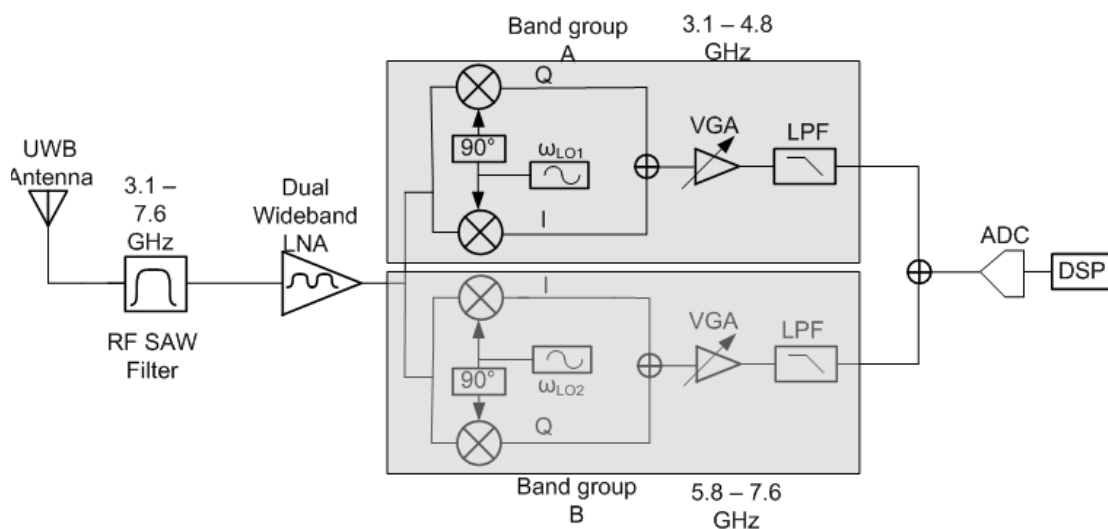 Band group
A
3.1 – 4.8
GHz
Q
VGA
LPF
90°
ωLO1
I
UWB
Antenna
3.1 –
7.6
GHz
Dual
Wideband
LNA
ADC
DSP
RF SAW
Filter
I
VGA
LPF
90°
ωLO2
Q
Band group
B
5.8 – 7.6
GHz